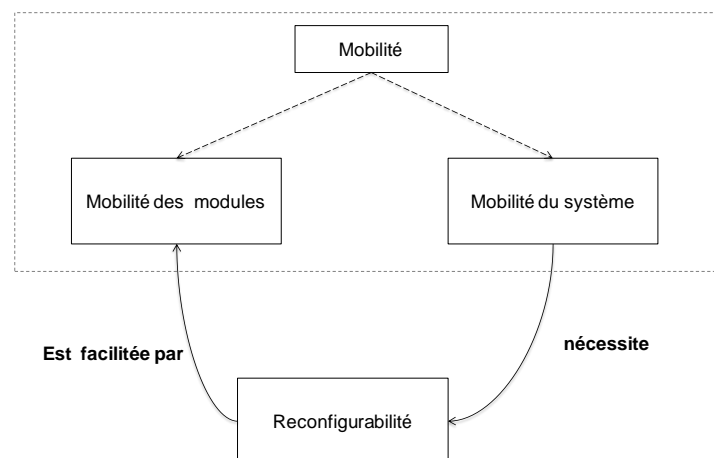 Mobilité
Mobilité des modules
Mobilité du système
Est facilitée par
nécessite
Reconfigurabilité